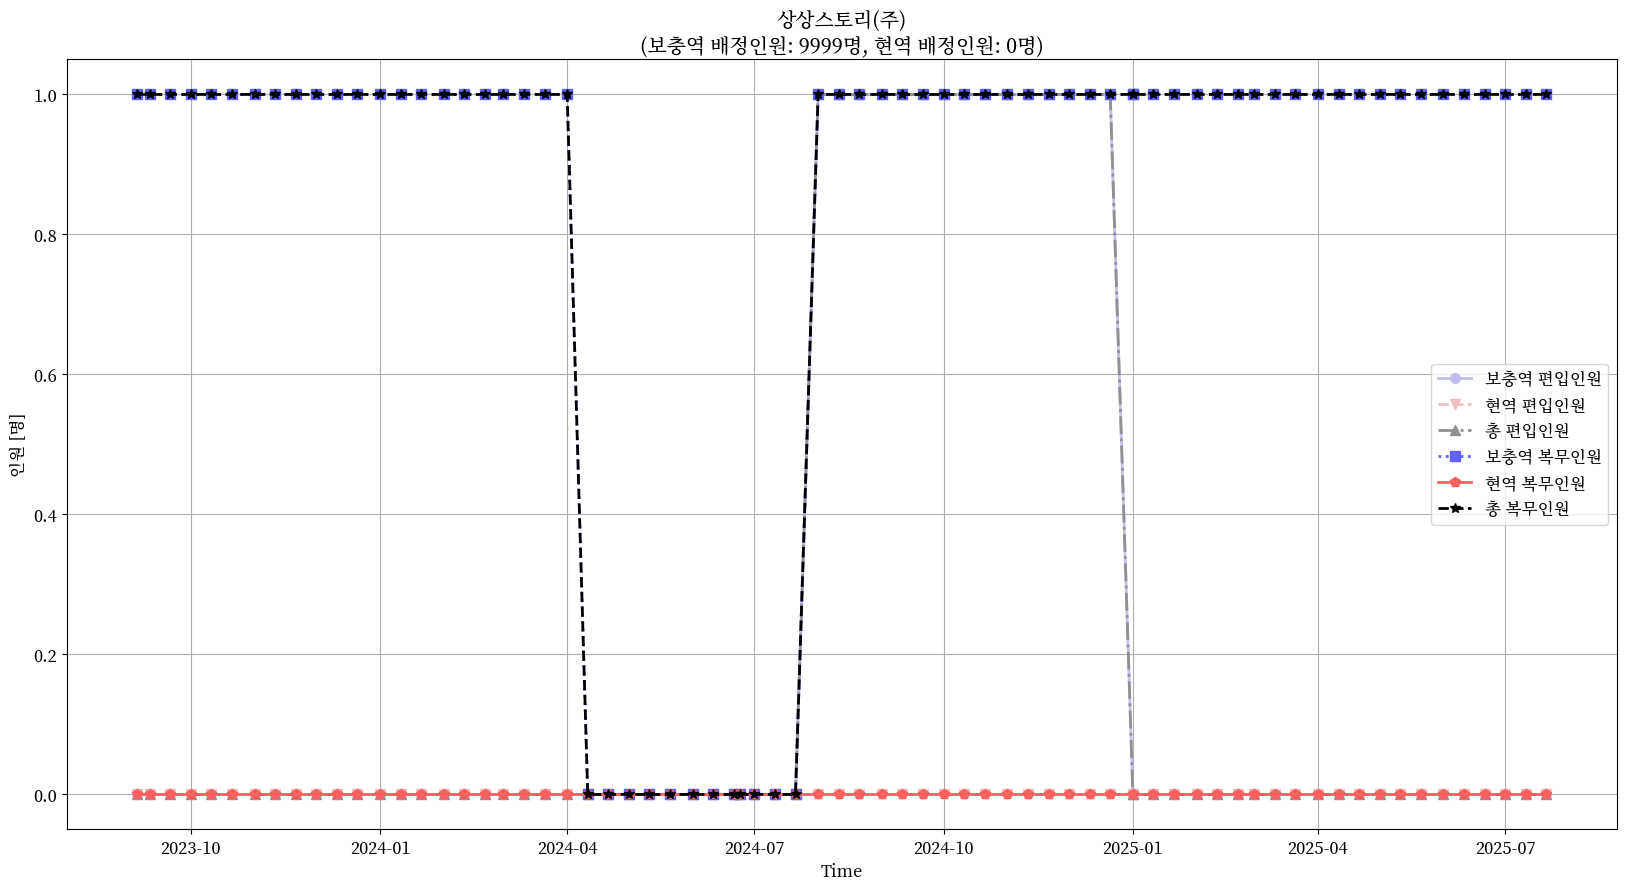 상상스토리(주)
(보충역 배정인원: 9999명, 현역 배정인원: 0명)
인원 [명]
1.0
0.8
0.6
0.4
0.2
0.0
보충역 편입인원
현역 편입인원
총 편입인원
보충역 복무인원
현역 복무인원
총 복무인원
2023-10
2024-01
2024-04
2024-07
2024-10
2025-01
2025-04
2025-07
Time